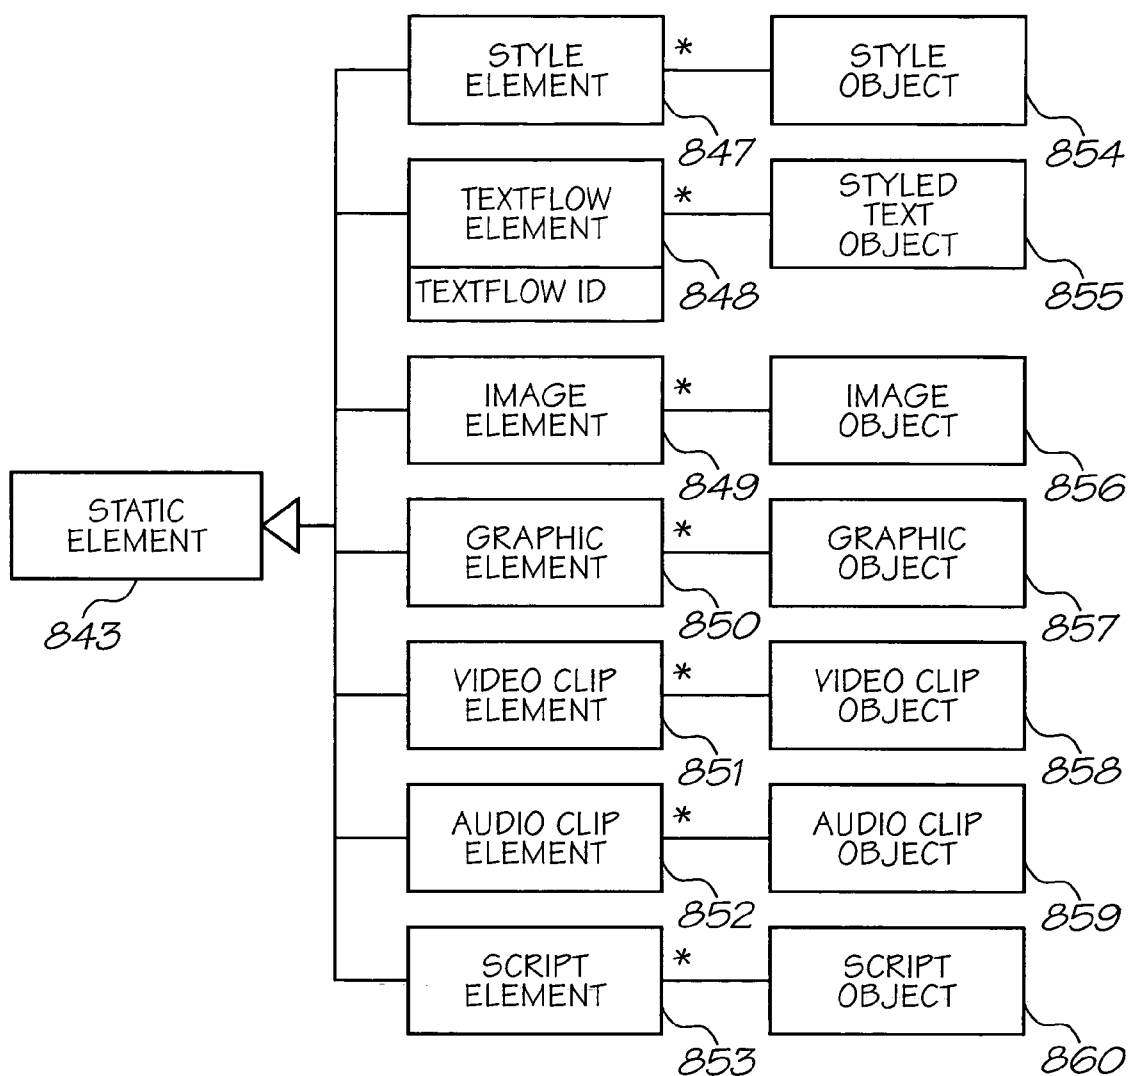 STYLE
ELEMENT
*
STYLE
OBJECT
847
854
TEXTFLOW
ELEMENT
*
STYLED
TEXT
OBJECT
TEXTFLOW ID
848
855
IMAGE
ELEMENT
*
IMAGE
OBJECT
849
856
STATIC
ELEMENT
843
GRAPHIC
ELEMENT
*
GRAPHIC
OBJECT
850
857
VIDEO CLIP
ELEMENT
*
VIDEO CLIP
OBJECT
851
858
AUDIO CLIP
ELEMENT
*
AUDIO CLIP
OBJECT
852
859
SCRIPT
ELEMENT
*
SCRIPT
OBJECT
853
860